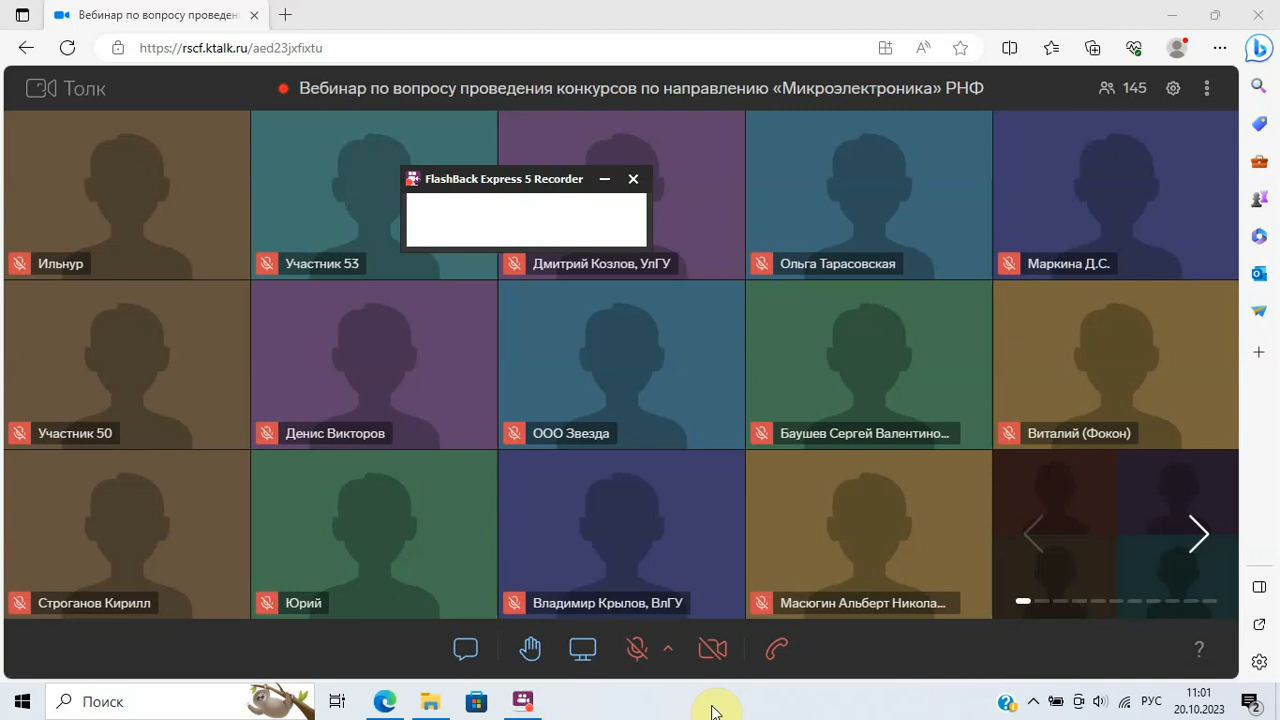 Вебинар по вопросу проведен
https://rscf.ktalk.ru/aed23jxfixtu
Толк
Вебинар по вопросу проведения конкурсов по направлению «Микроэлектроника» РНФ
145
FlashBack Express 5 Recorder
Ильнур
Участник 53
Дмитрий Козлов, УлГУ
Ольга Тарасовская
Маркина Д.С.
Участник 50
Денис Викторов
ООО Звезда
Баушев Сергей Валентино...
Виталий (Фокон)
Строганов Кирилл
Юрий
Владимир Крылов, ВлГУ
Масюгин Альберт Никола...
?
Поиск
РУС
11:01
20.10.2023
2